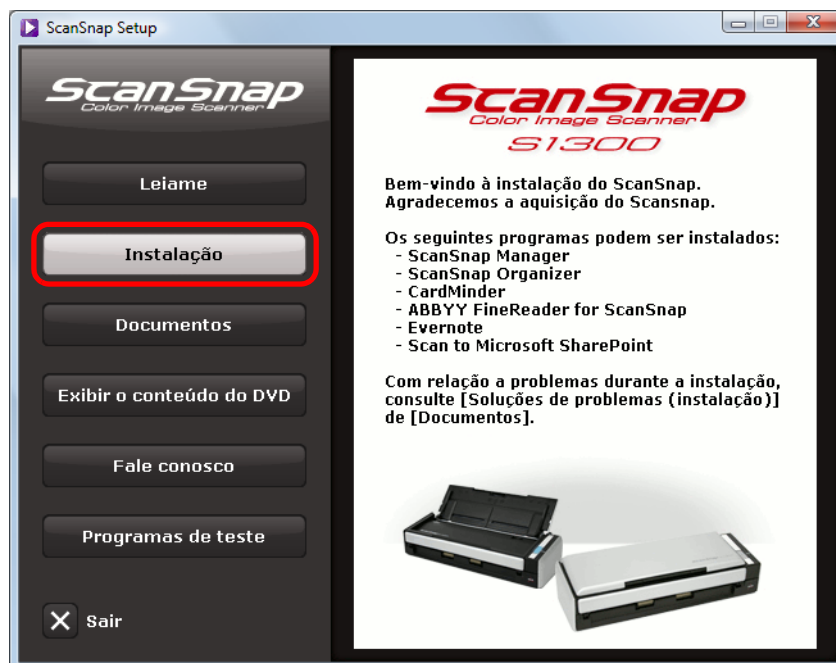 ScanSnap Setup
ScanSnap
Color Image Scanner
Leiame
Instalação
Documentos
Exibir o conteúdo do DVD
Fale conosco
Programas de teste
Sair
ScanSnap
Color Image Scanner
S1300
Bem-vindo à instalação do ScanSnap.
Agradecemos a aquisição do Scansnap.
Os seguintes programas podem ser instalados:
- ScanSnap Manager
- ScanSnap Organizer
- CardMinder
- ABBYY FineReader for ScanSnap
- Evernote
- Scan to Microsoft SharePoint
Com relação a problemas durante a instalação,
consulte [Soluções de problemas (instalação)]
de [Documentos].